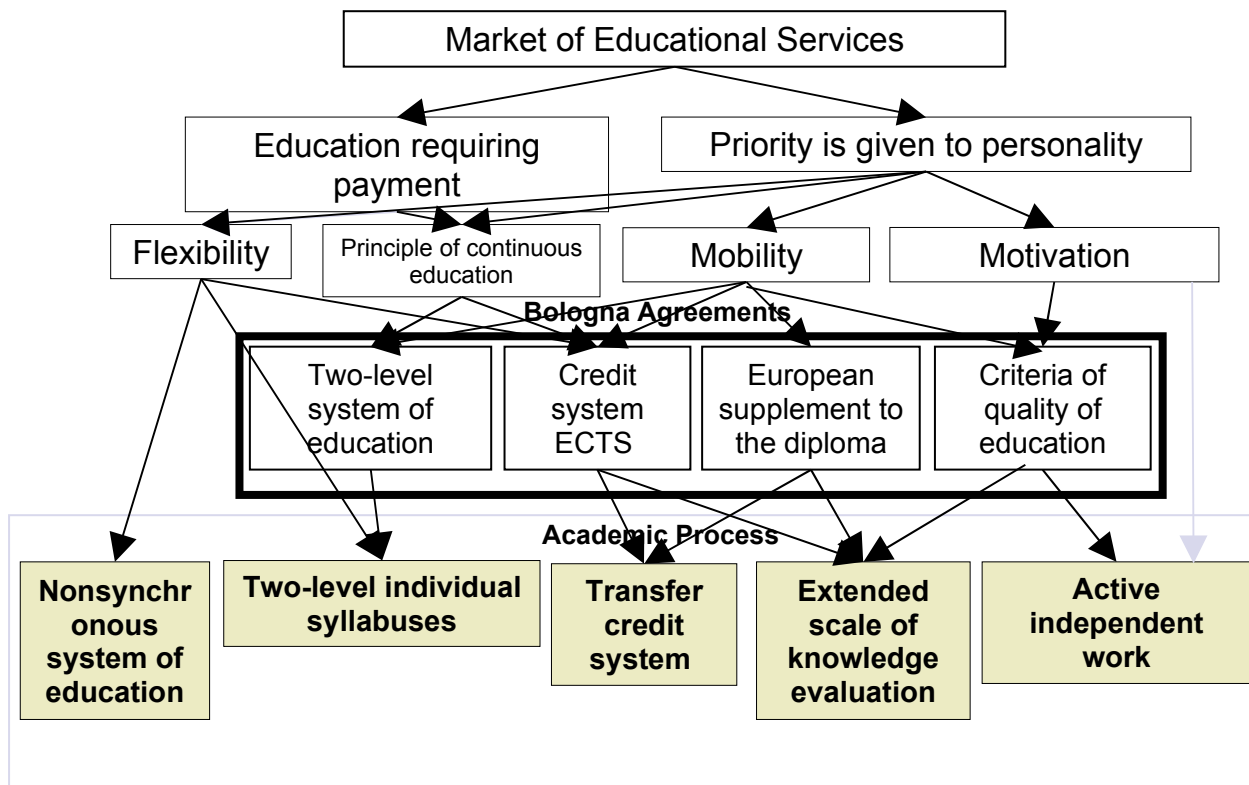 Market of Educational Services
Education requiring
payment
Priority is given to personality
Flexibility
Principle of continuous
education
Mobility
Motivation
Bologna Agreements
Two-level
system of
education
Credit
system
ECTS
European
supplement to
the diploma
Criteria of
quality of
education
Academic Process
Nonsynchr
onous
system of
education
Two-level individual
syllabuses
Transfer
credit
system
Extended
scale of
knowledge
evaluation
Active
independent
work